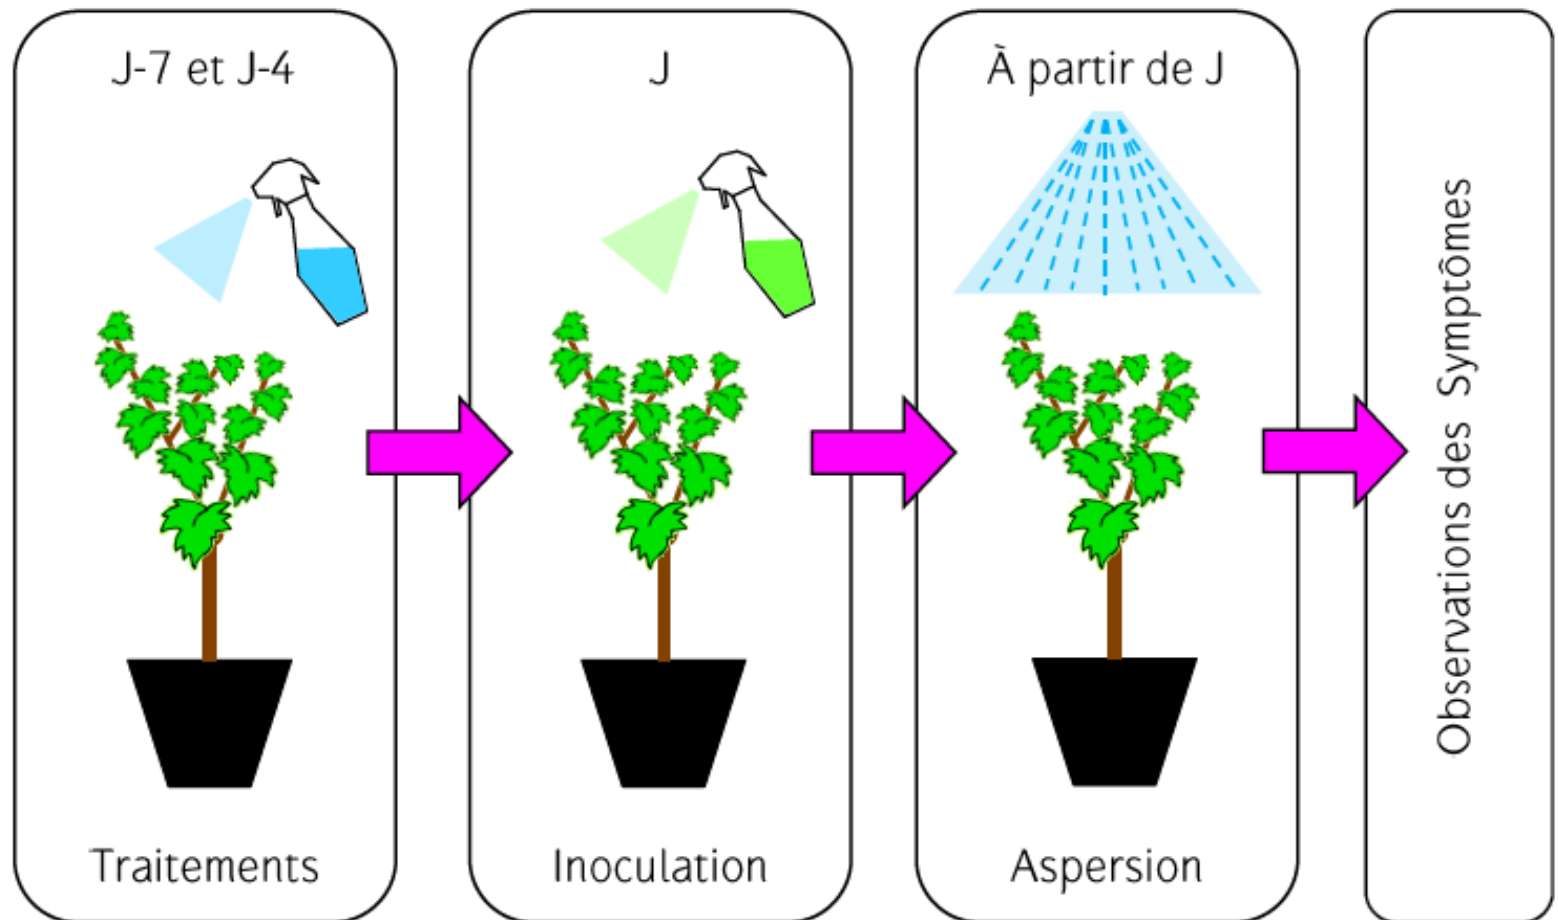 J-7 et J-4
Traitements
J
Inoculation
À partir de J
Aspersion
Observations des Symptômes